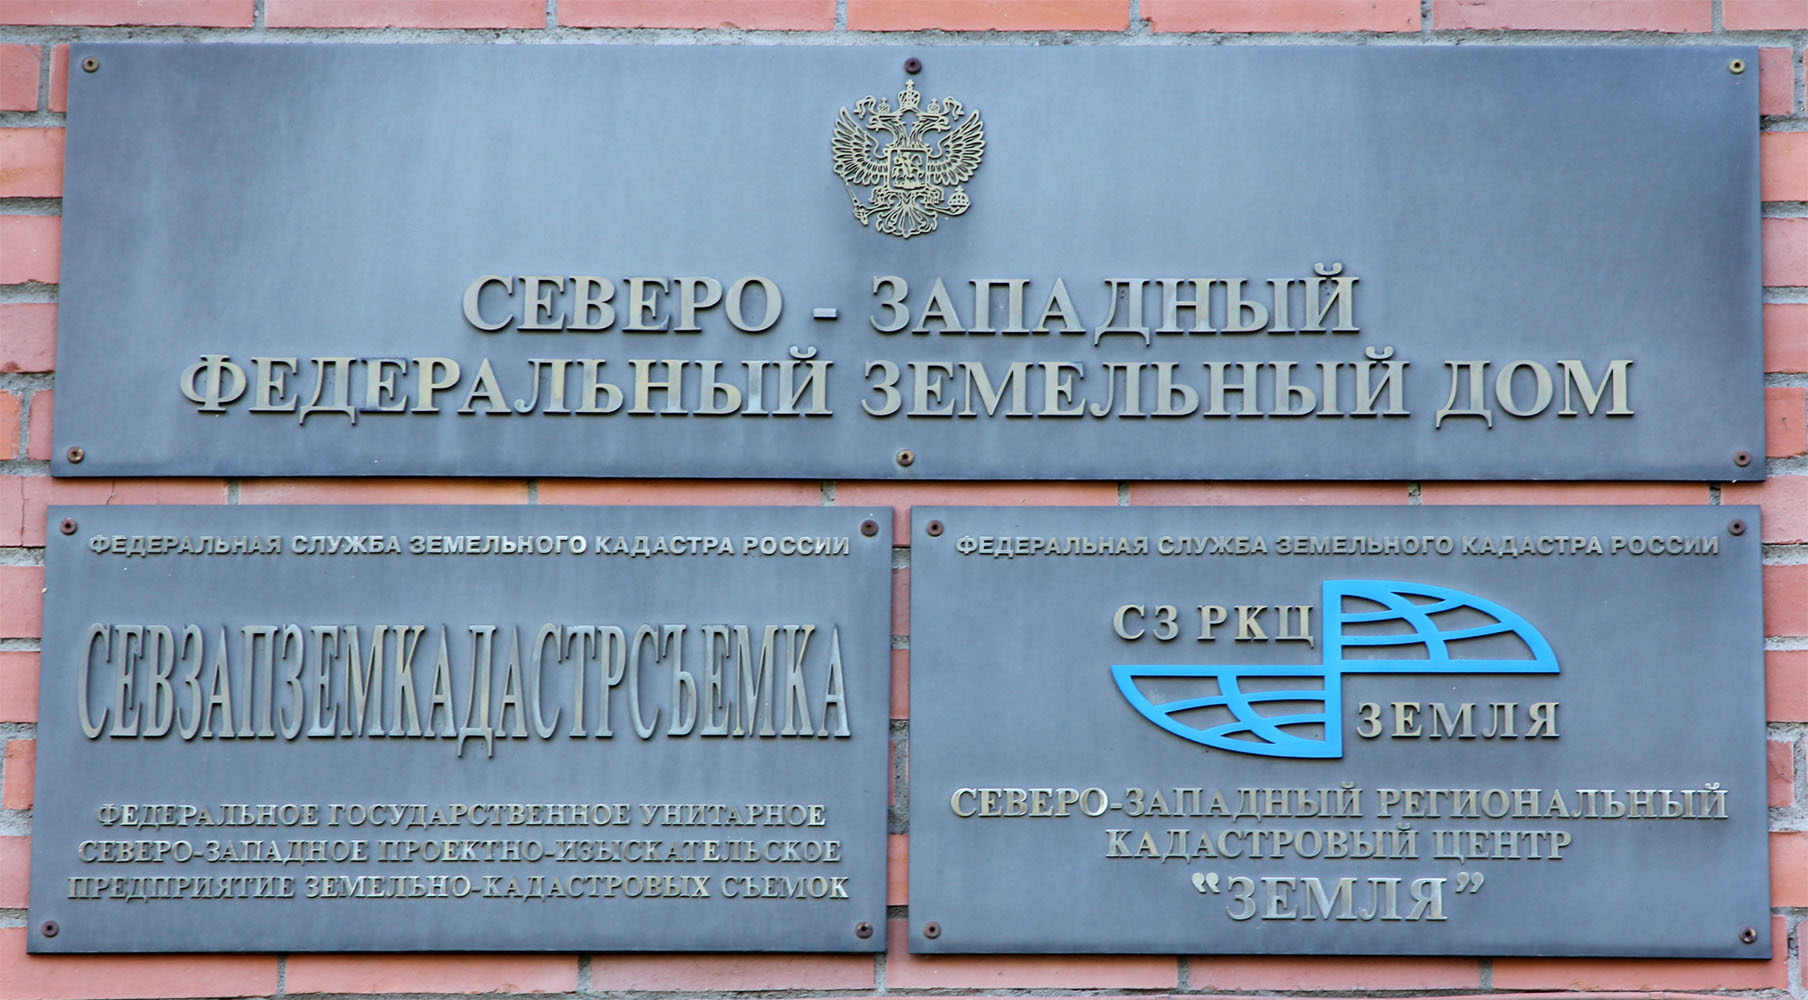 СЕВЕРО - ЗАПАДНЫЙ
ФЕДЕРАЛЬНЫЙ ЗЕМЕЛЬНЫЙ ДОМ
ФЕДЕРАЛЬНАЯ СЛУЖБА ЗЕМЕЛЬНОГО КАДАСТРА РОССИИ
СЕВЗАПЗЕМКАДАСТРСЪЕМКА
ФЕДЕРАЛЬНОЕ ГОСУДАРСТВЕННОЕ УНИТАРНОЕ
СЕВЕРО-ЗАПАДНОЕ ПРОЕКТНО-ИЗЫСКАТЕЛЬСКОЕ
ПРЕДПРИЯТИЕ ЗЕМЕЛЬНО-КАДАСТРОВЫХ СЪЕМОК
ФЕДЕРАЛЬНАЯ СЛУЖБА ЗЕМЕЛЬНОГО КАДАСТРА РОССИИ
СЗ РКЦ
ЗЕМЛЯ
СЕВЕРО-ЗАПАДНЫЙ РЕГИОНАЛЬНЫЙ
КАДАСТРОВЫЙ ЦЕНТР
“ЗЕМЛЯ”